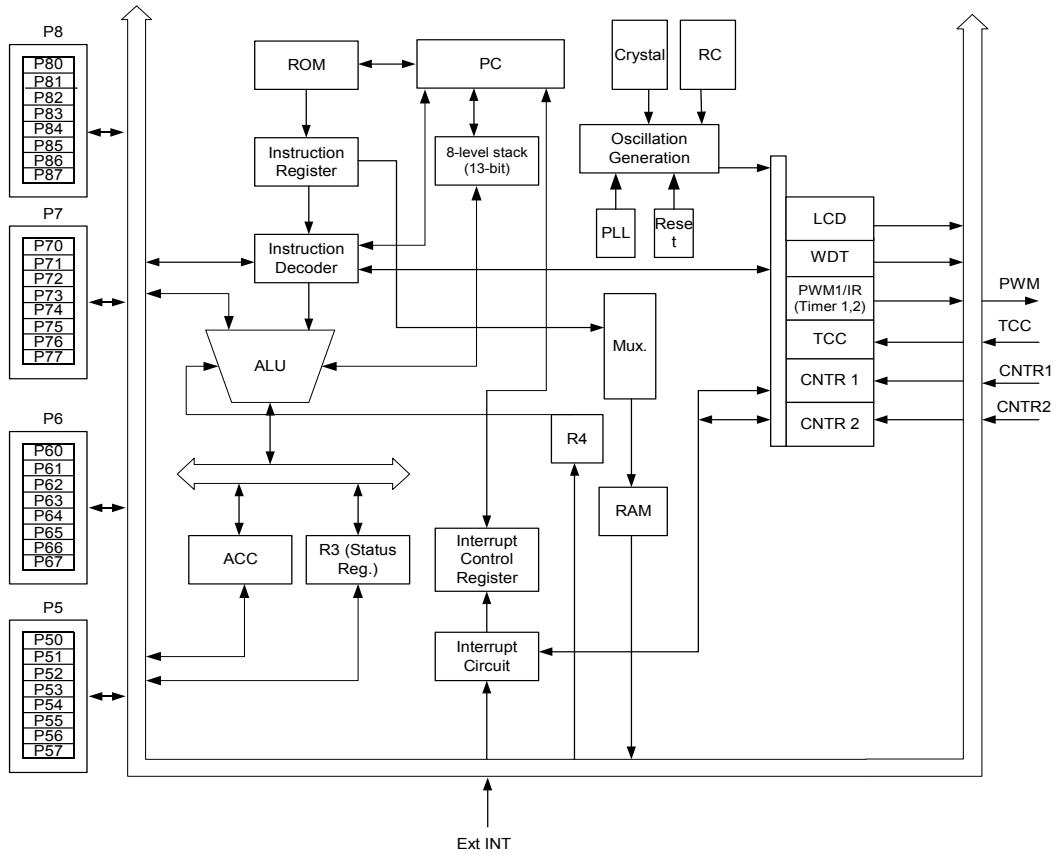 P8
P80
P81
P82
P83
P84
P85
P86
P87
P7
P70
P71
P72
P73
P74
P75
P76
P77
P6
P60
P61
P62
P63
P64
P65
P66
P67
P5
P50
P51
P52
P53
P54
P55
P56
P57
ROM
PC
Instruction
Register
8-level stack
(13-bit)
Instruction
Decoder
ALU
ACC
R3 (Status
Reg.)
Crystal
RC
Oscillation
Generation
PLL
Rese
t
Mux.
R4
RAM
Interrupt
Control
Register
Interrupt
Circuit
LCD
WDT
PWM1/IR
(Timer 1,2)
TCC
CNTR 1
CNTR 2
PWM
TCC
CNTR1
CNTR2
Ext INT